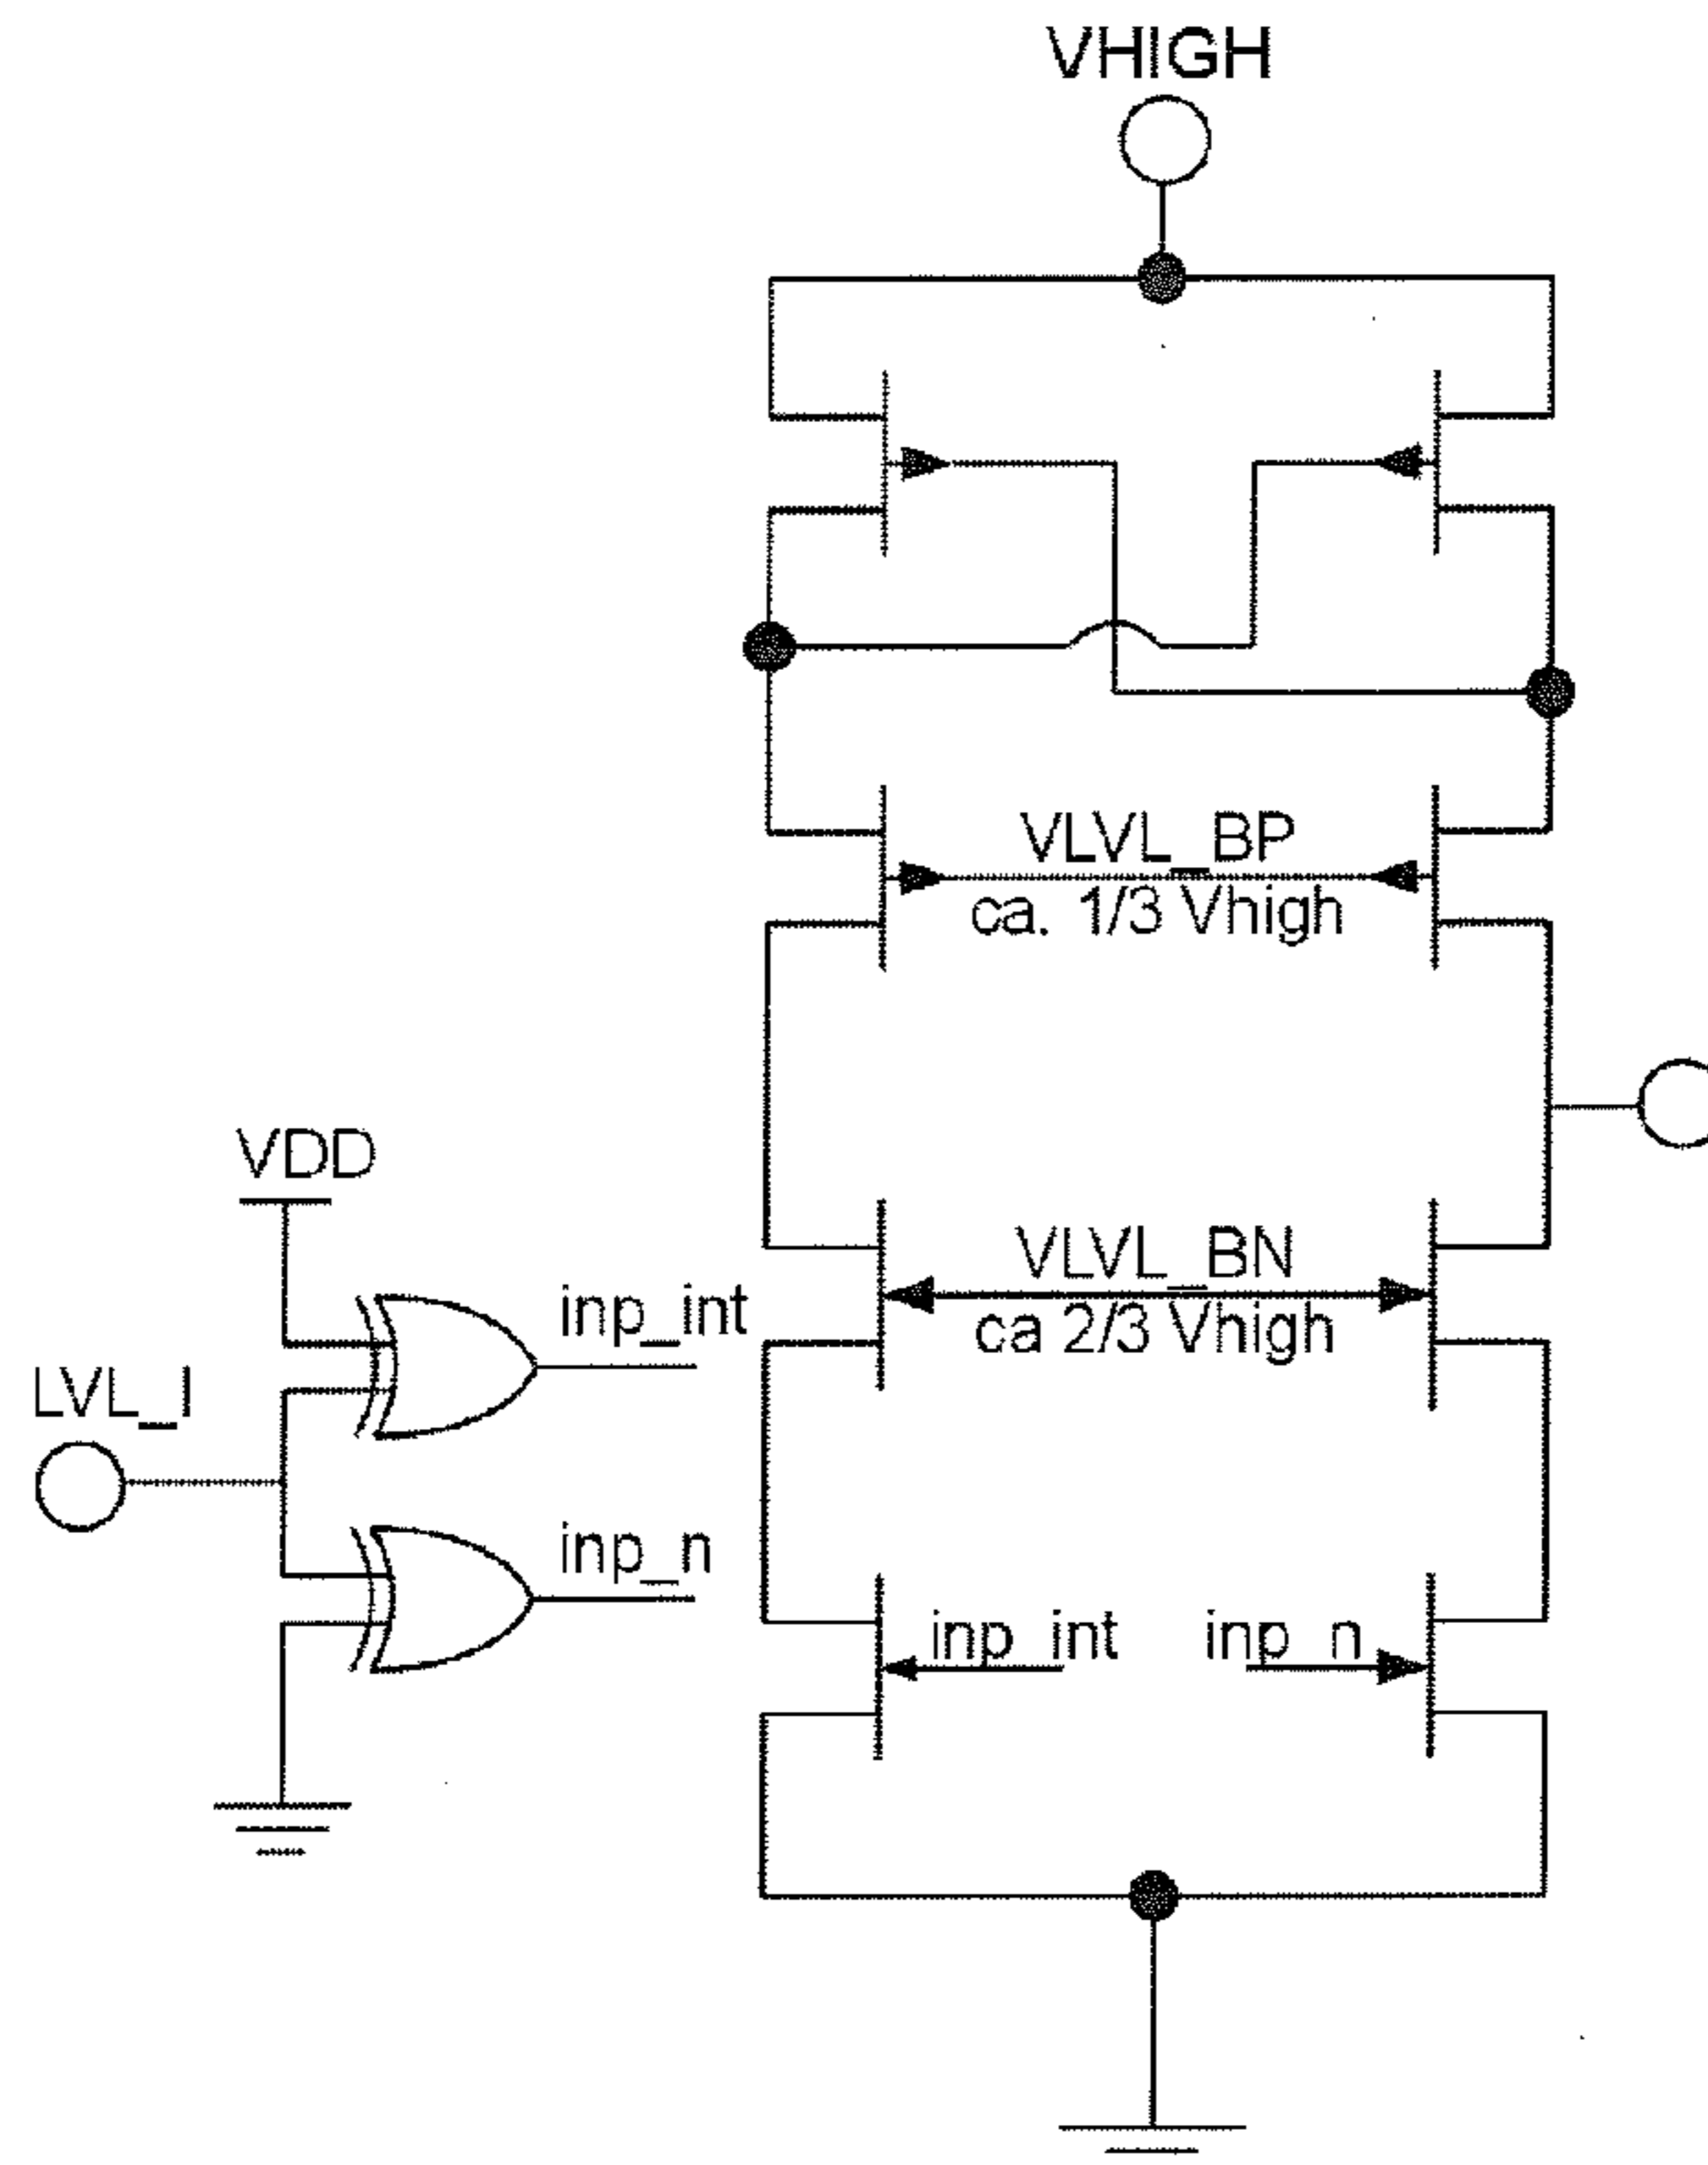 VHIGH
VLVL_BP
ca. 1/3 Vhigh
VDD
VLVL_BN
ca 2/3 Vhigh
inp_int
LVL_I
inp_n
inp_int
inp_n